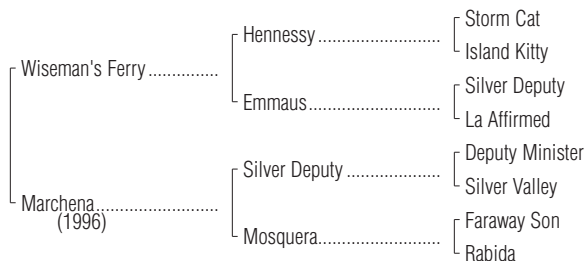 Storm Cat
Hennessy
Island Kitty
Wiseman's Ferry
Silver Deputy
Emmaus
La Affirmed
Deputy Minister
Silver Deputy
Silver Valley
Marchena
(1996)
Faraway Son
Mosquera
Rabida